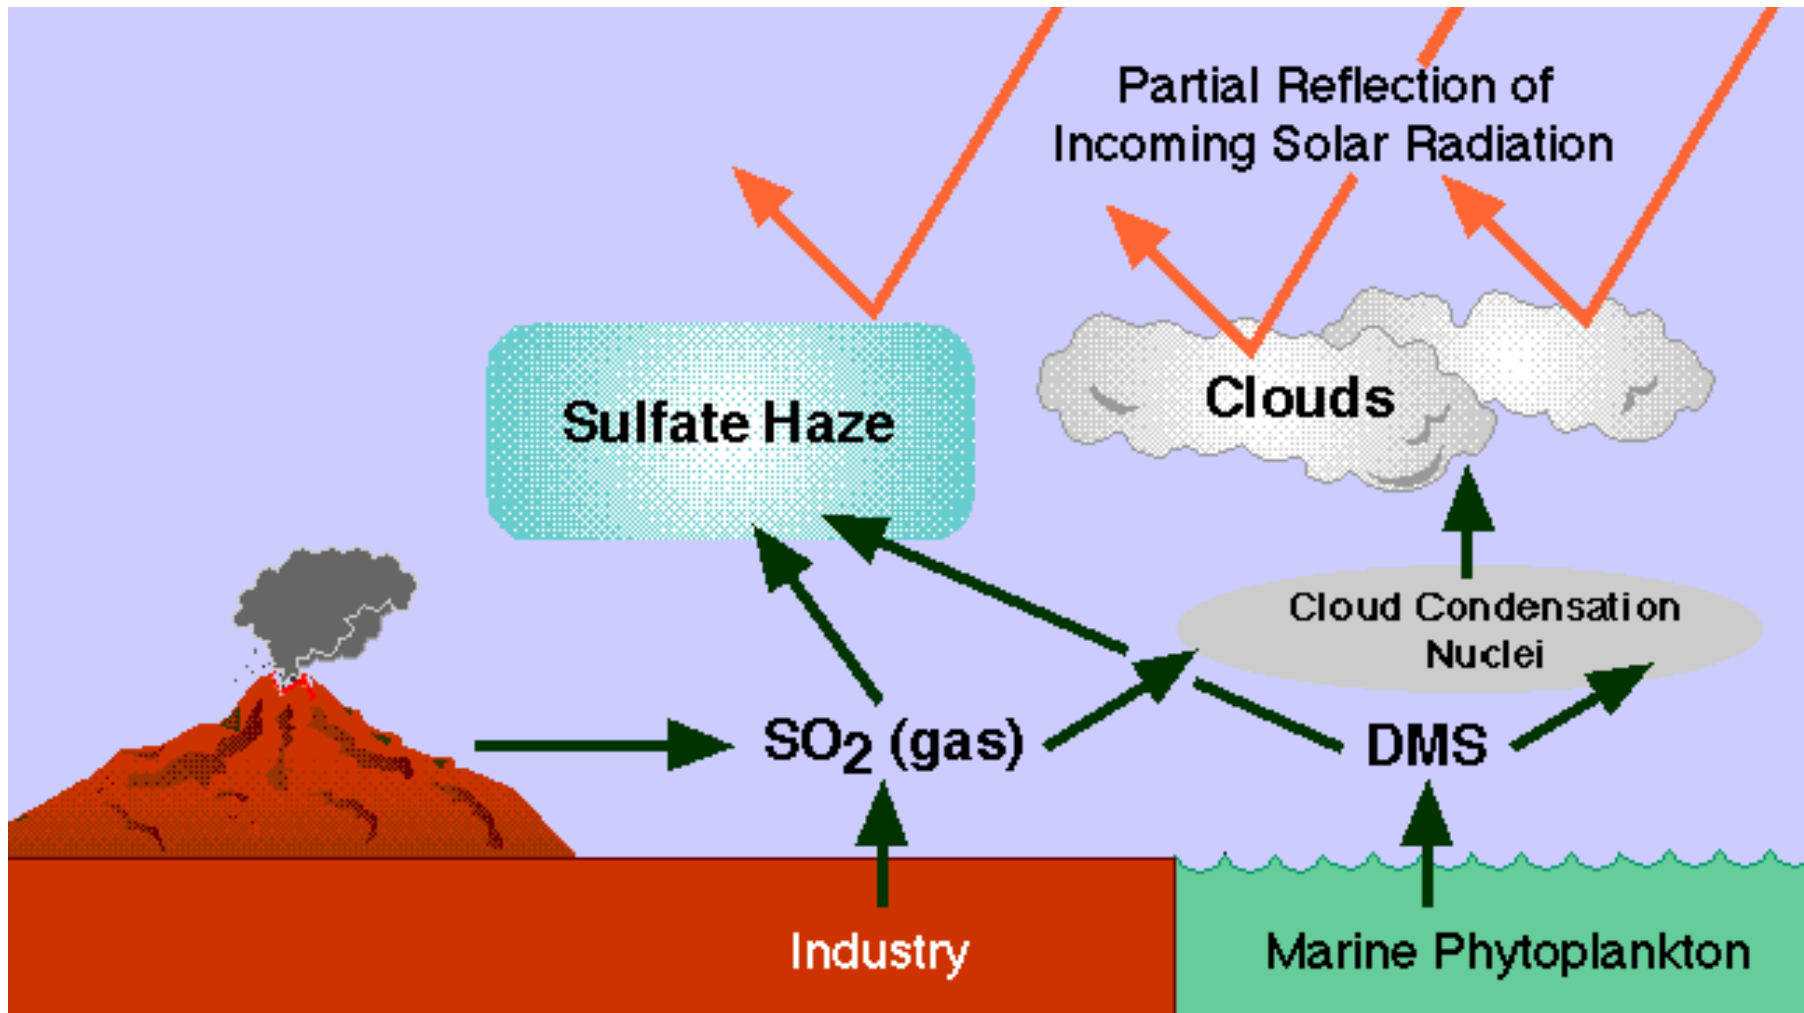 Partial Reflection of
Incoming Solar Radiation
Sulfate Haze
Clouds
Cloud Condensation
Nuclei
SO2 (gas)
DMS
Industry
Marine Phytoplankton